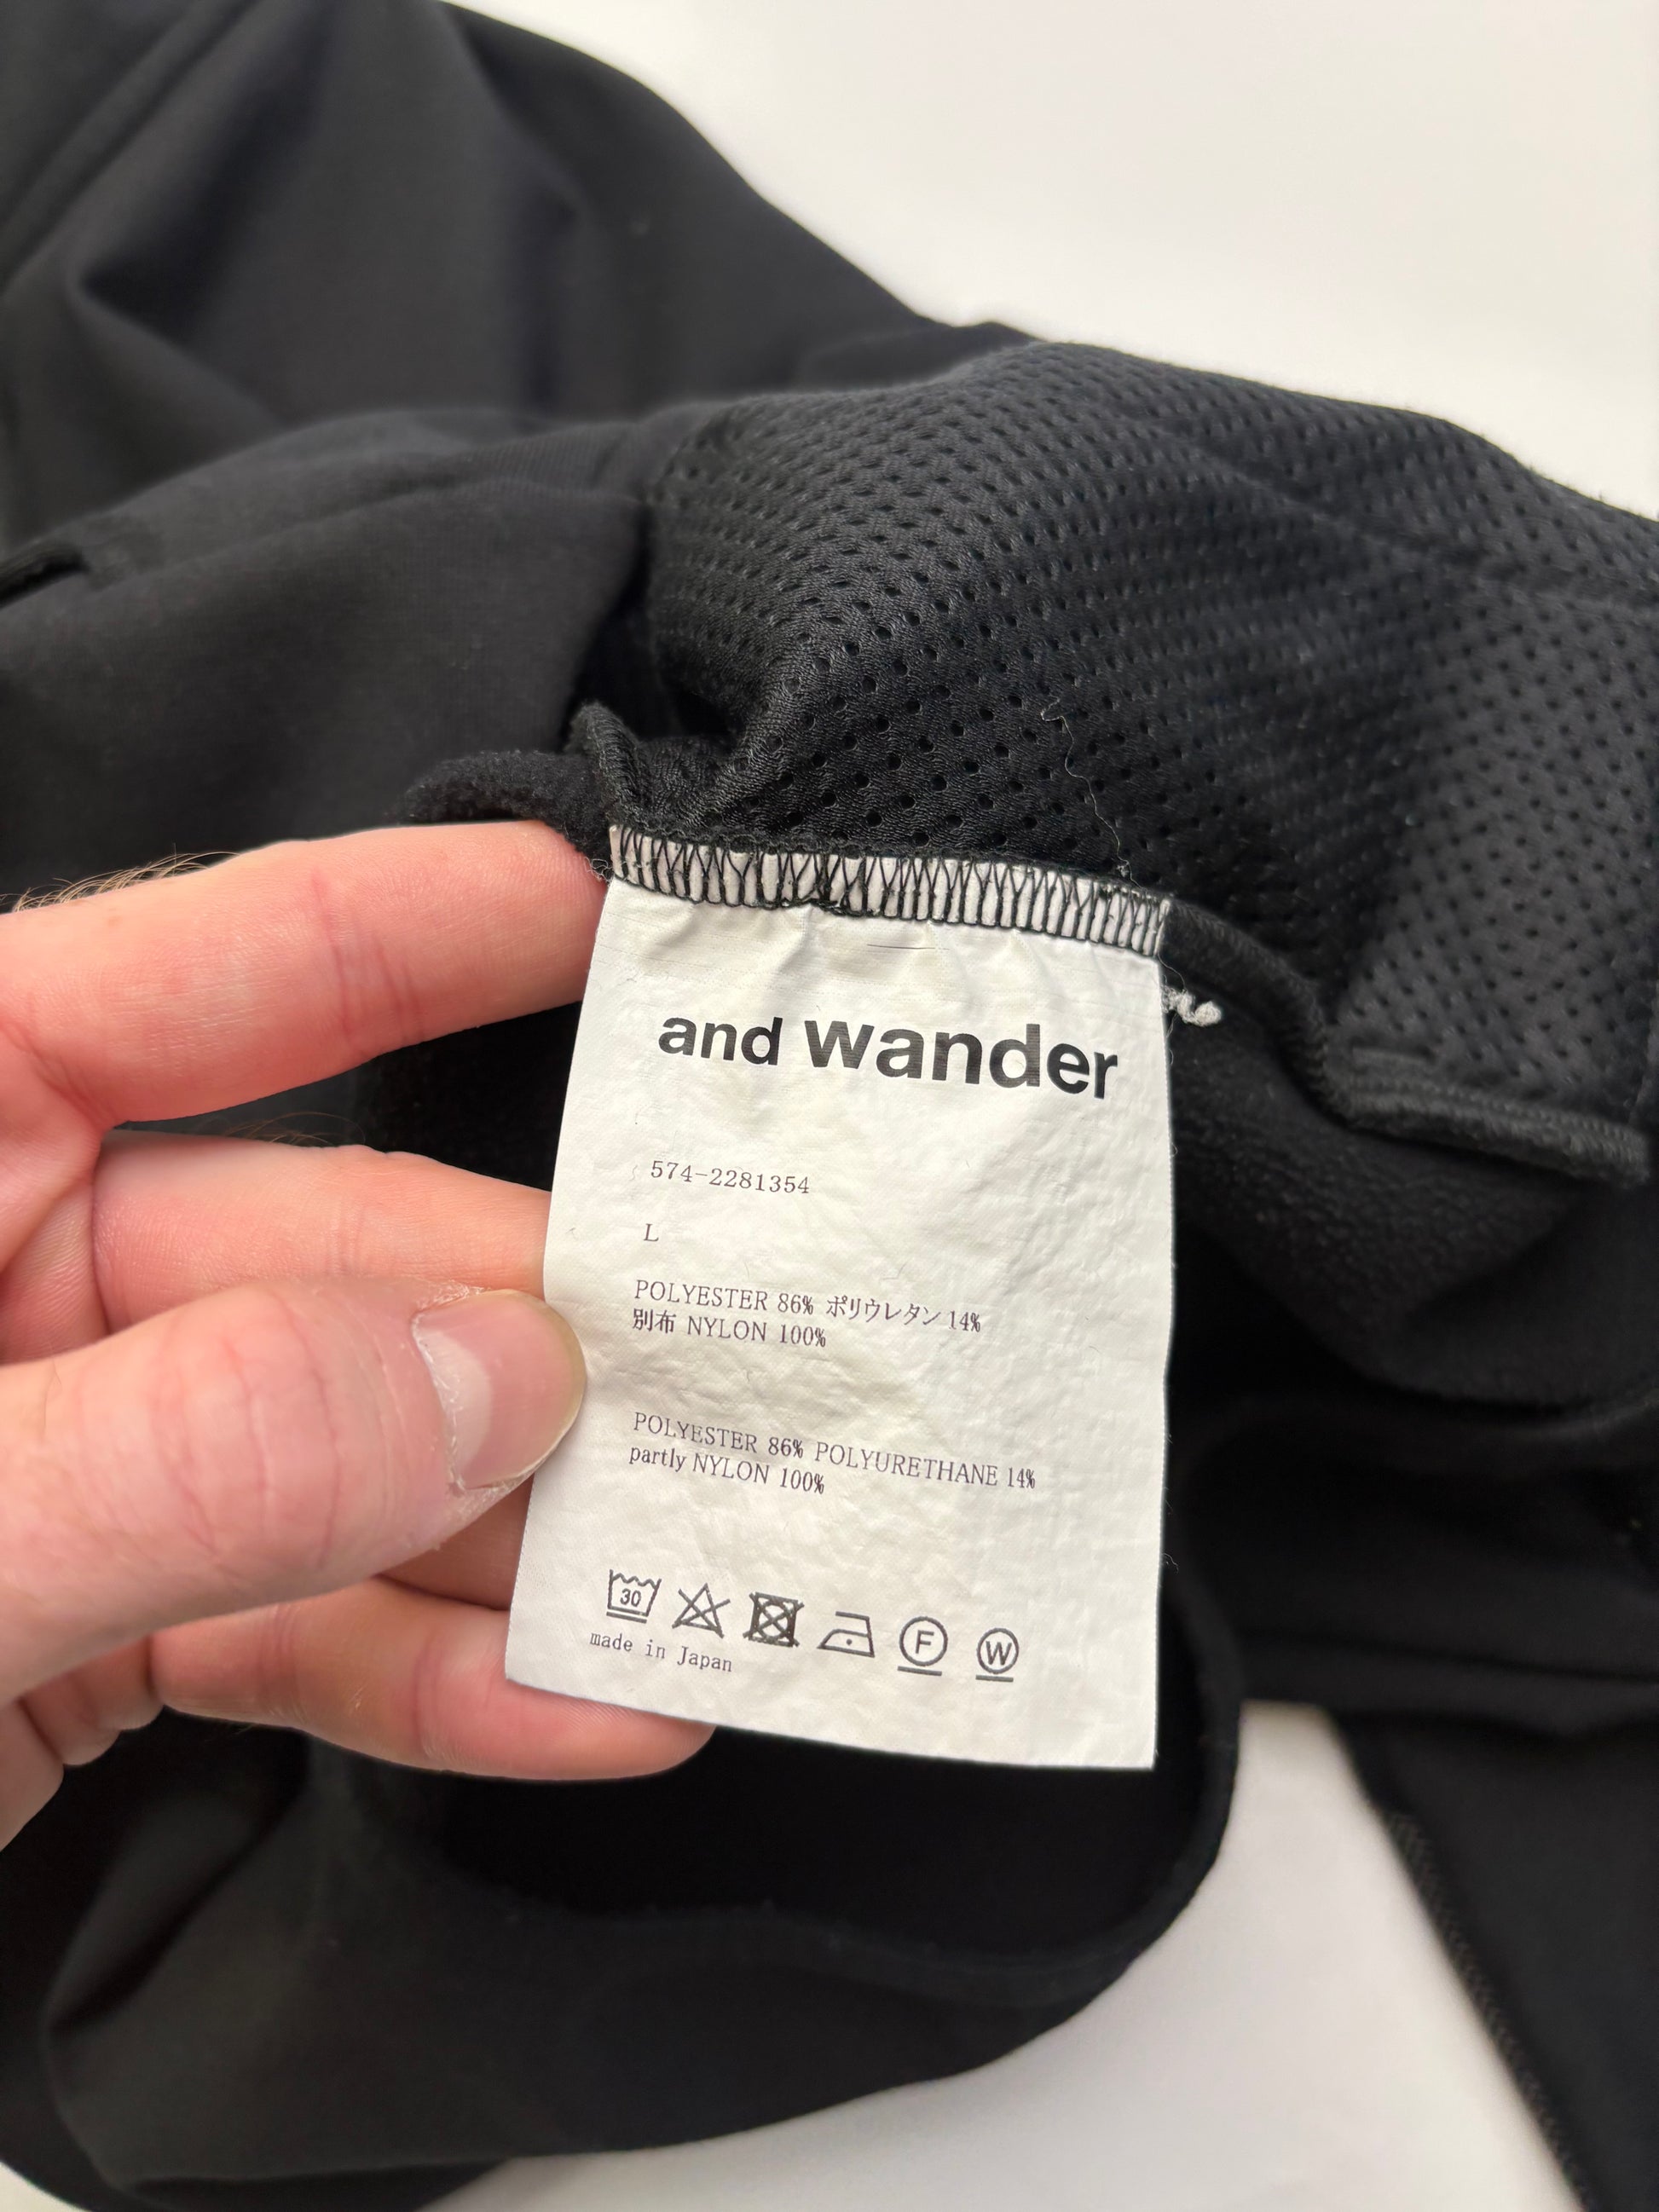 and wander
574-2281354
L
POLYESTER 86% ポリウレタン 14%
別布 NYLON 100%
POLYESTER 86% POLYURETHANE 14%
partly NYLON 100%
30
F
W
made in Japan